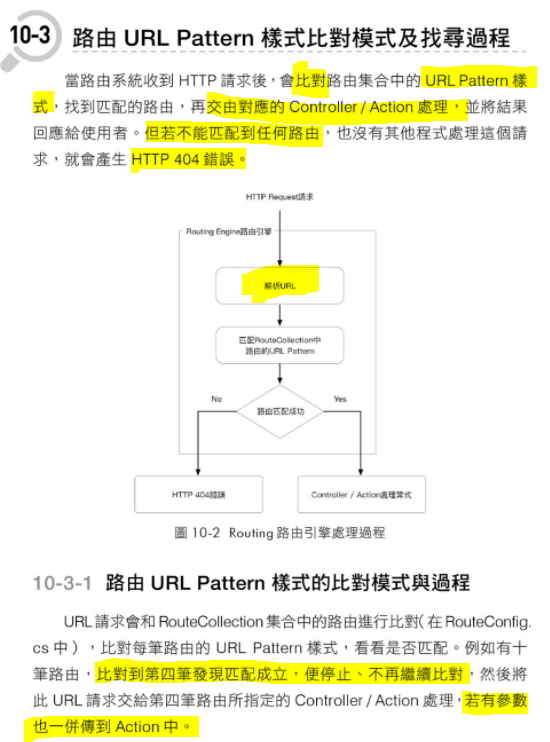 10-3 路由 URL Pattern 樣式比對模式及找尋過程
當路由系統收到 HTTP 請求後，會比對路由集合中的 URL Pattern 樣
式，找到匹配的路由，再交由對應的 Controller / Action 處理，並將結果
回應給使用者。但若不能匹配到任何路由，也沒有其他程式處理這個請
求，就會產生 HTTP 404 錯誤。
HTTP Request請求
Routing Engine路由引擎
解析URL
匹配RouteCollection中
路由的URL Pattern
No
Yes
路由匹配成功
HTTP 404錯誤
Controller / Action處理常式
圖 10-2 Routing 路由引擎處理過程
10-3-1 路由 URL Pattern 樣式的比對模式與過程
URL 請求會和 RouteCollection 集合中的路由進行比對( 在 RouteConfig.
cs 中 ) ，比對每筆路由的 URL Pattern 樣式，看看是否匹配。例如有十
筆路由，比對到第四筆發現匹配成立，便停止、不再繼續比對，然後將
此 URL 請求交給第四筆路由所指定的 Controller / Action 處理，若有參數
也一併傳到 Action 中。